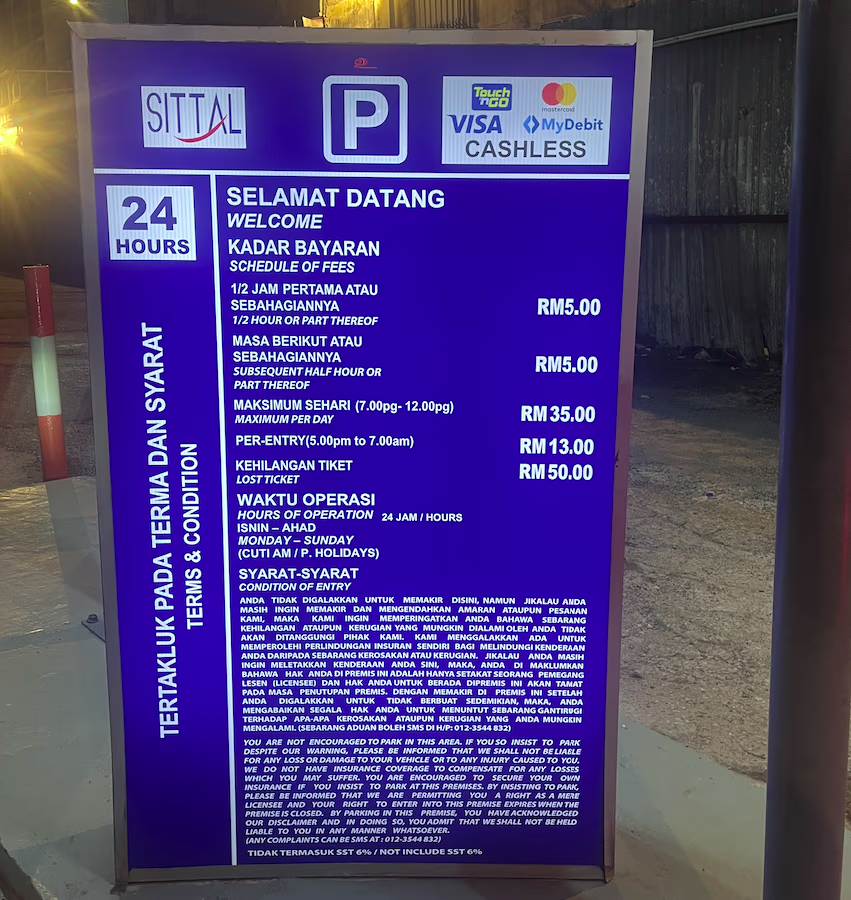 SITTAL
P
Touch
'nGO
mastercard
VISA
MyDebit
CASHLESS
24
HOURS
TERTAKLUK PADA TERMA DAN SYARAT
TERMS & CONDITION
SELAMAT DATANG
WELCOME
KADAR BAYARAN
SCHEDULE OF FEES
1/2 JAM PERTAMA ATAU
SEBAHAGIANNYA
1/2 HOUR OR PART THEREOF
RM5.00
MASA BERIKUT ATAU
SEBAHAGIANNYA
SUBSEQUENT HALF HOUR OR
PART THEREOF
RM5.00
MAKSIMUM SEHARI (7.00pg- 12.00pg)
MAXIMUM PER DAY
RM 35.00
PER-ENTRY(5.00pm to 7.00am)
RM 13.00
KEHILANGAN TIKET
LOST TICKET
RM 50.00
WAKTU OPERASI
HOURS OF OPERATION 24 JAM / HOURS
ISNIN – AHAD
MONDAY – SUNDAY
(CUTI AM / P. HOLIDAYS)
SYARAT-SYARAT
CONDITION OF ENTRY
ANDA TIDAK DIGALAKKAN UNTUK MEMAKIR DISINI, NAMUN JIKALAU ANDA
MASIH INGIN MEMAKIR DAN MENGENDAHKAN AMARAN ATAUPUN PESANAN
KAMI, MAKA KAMI INGIN MEMPERINGATKAN ANDA BAHAWA SEBARANG
KEHILANGAN ATAUPUN KERUGIAN YANG MUNGKIN DIALAMI OLEH ANDA TIDAK
AKAN DITANGGUNGI PIHAK KAMI. KAMI MENGGALAKKAN ADA UNTUK
MEMPEROLEHI PERLINDUNGAN INSURAN SENDIRI BAGI MELINDUNGI KENDERAAN
ANDA DARIPADA SEBARANG KEROSAKAN ATAU KERUGIAN. JIKALAU ANDA MASIH
INGIN MELETAKKAN KENDERAAN ANDA SINI, MAKA, ANDA DI MAKLUMKAN
BAHAWA HAK ANDA DI PREMIS INI ADALAH HANYA SETAKAT SEORANG PEMEGANG
LESEN (LICENSEE) DAN HAK ANDA UNTUK BERADA DIPREMIS INI AKAN TANAT
PADA MASA PENUTUPAN PREMIS. DENGAN MEMAKIR DI PREMIS INI SETELAH
ANDA DIGALAKKAN UNTUK TIDAK BERBUAT SEDEMIKIAN, MAKA, ANDA
MENGABAIKAN SEGALA HAK ANDA UNTUK MENUNTUT SEBARANG GANTIRUGI
TERHADAP APA-APA KEROSAKAN ATAUPUN KERUGIAN YANG ANDA MUNGKIN
MENGALAMI. (SEBARANG ADUAN BOLEH SMS DI H/P: 012-3544 832)
YOU ARE NOT ENCOURAGED TO PARK IN THIS AREA. IF YOU SO INSIST TO PARK
DESPITE OUR WARNING, PLEASE BE INFORMED THAT WE SHALL NOT BE LIABLE
FOR ANY LOSS OR DAMAGE TO YOUR VEHICLE OR TO ANY INJURY CAUSED TO YOU.
WE DO NOT HAVE INSURANCE COVERAGE TO COMPENSATE FOR ANY LOSSES
WHICH YOU MAY SUFFER. YOU ARE ENCOURAGED TO SECURE YOUR OWN
INSURANCE IF YOU INSIST TO PARK AT THIS PREMISES. BY INSISTING TO PARK,
PLEASE BE INFORMED THAT WE ARE PERMITTING YOU A RIGHT AS A MERE
LICENSEE AND YOUR RIGHT TO ENTER INTO THIS PREMISE EXPIRES WHEN THE
PREMISE IS CLOSED. BY PARKING IN THIS PREMISE, YOU HAVE ACKNOWLEDGED
OUR DISCLAIMER AND IN DOING SO, YOU ADMIT THAT WE SHALL NOT BE HELD
LIABLE TO YOU IN ANY MANNER WHATSOEVER.
(ANY COMPLAINTS CAN BE SMS AT : 012-3544 832)
TIDAK TERMASUK SST 6% / NOT INCLUDE SST 6%